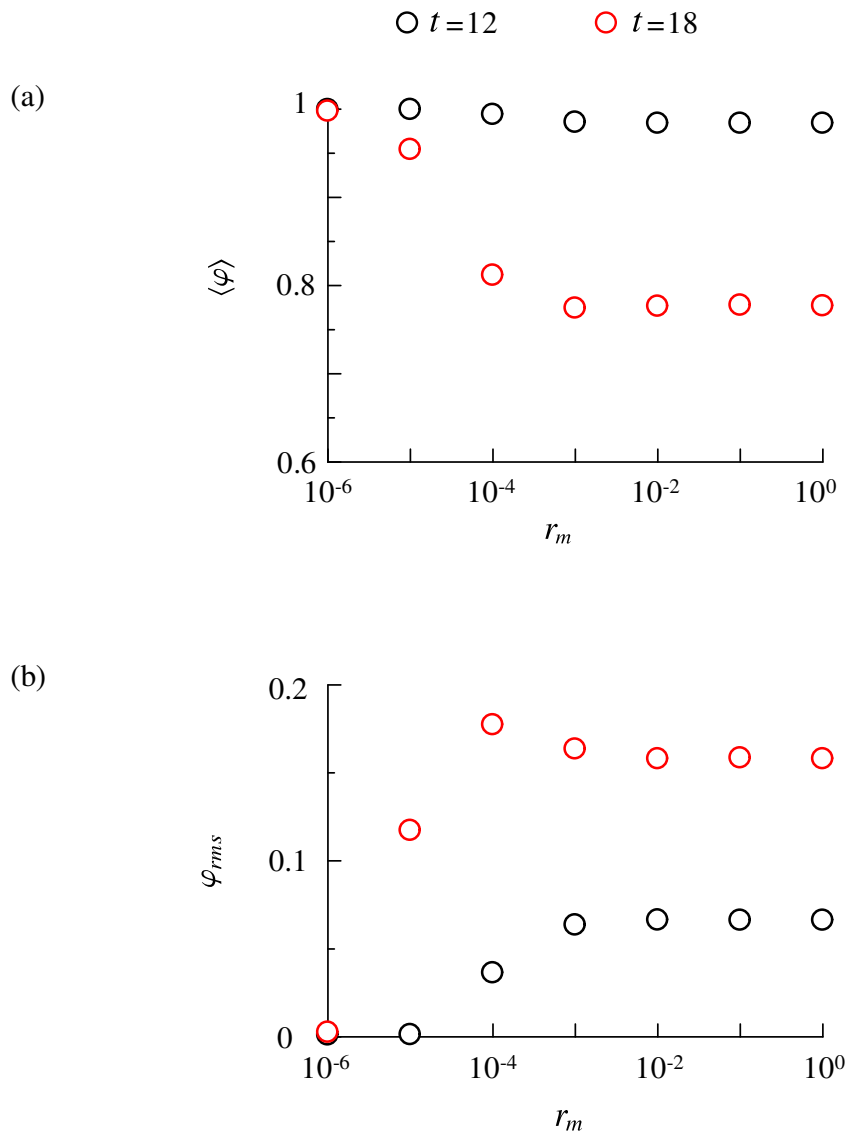 t=12 t=18
(a)
1
0.8
0.6
⟨φ⟩
10⁻⁶ 10⁻⁴ 10⁻² 10⁰
rₘ
(b)
0.2
0.1
0
φrms
10⁻⁶ 10⁻⁴ 10⁻² 10⁰
rₘ